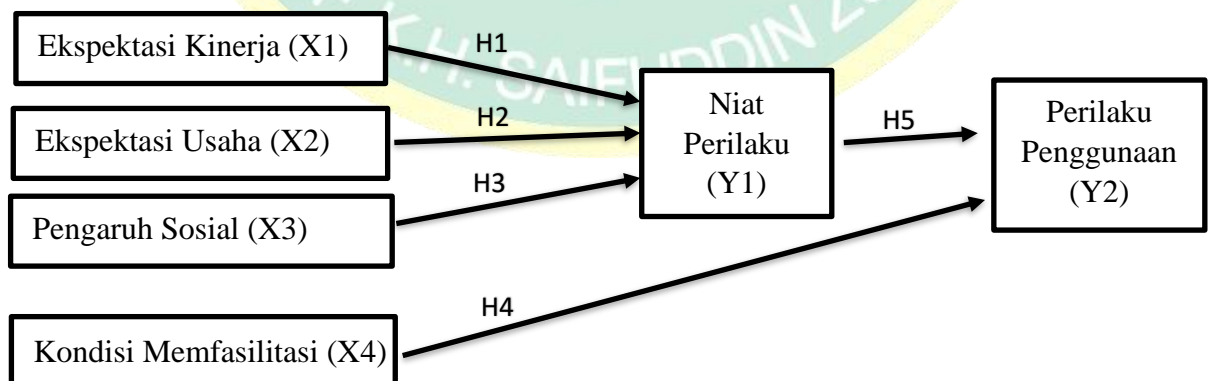 Ekspektasi Kinerja (X1)
H1
K.H. SAIFUDDIN
Ekspektasi Usaha (X2)
H2
Niat
Perilaku
(Y1)
H5
Perilaku
Penggunaan
(Y2)
Pengaruh Sosial (X3)
H3
Kondisi Memfasilitasi (X4)
H4